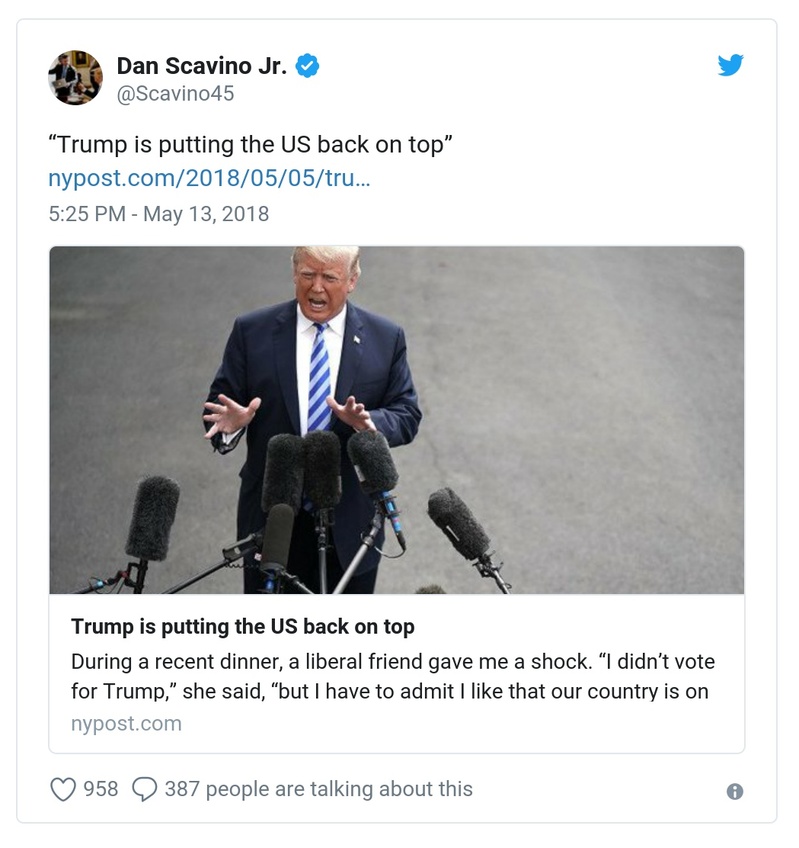 Dan Scavino Jr.
@Scavino45
“Trump is putting the US back on top”
nypost.com/2018/05/05/tru…
5:25 PM - May 13, 2018
Trump is putting the US back on top
During a recent dinner, a liberal friend gave me a shock. “I didn’t vote
for Trump,” she said, “but I have to admit I like that our country is on
nypost.com
958 387 people are talking about this